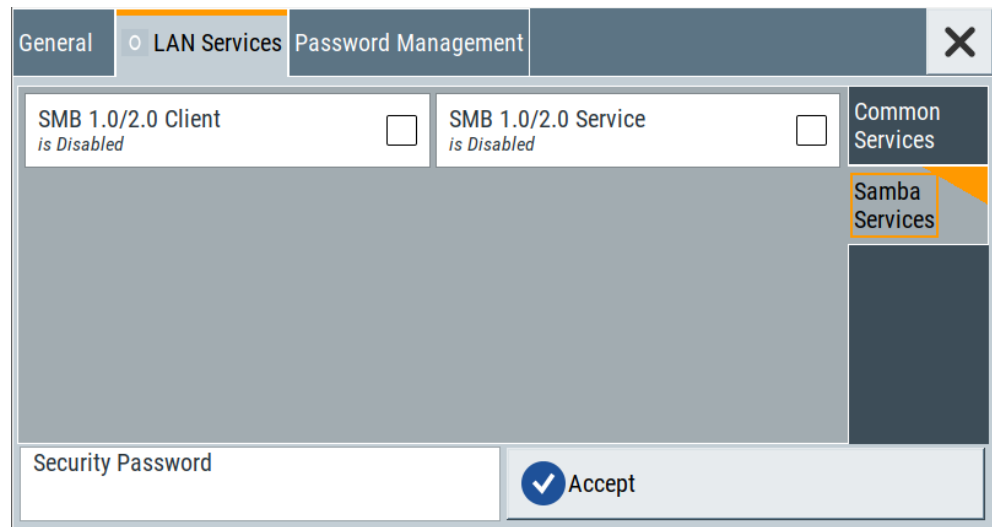 General
LAN Services
Password Management
SMB 1.0/2.0 Client
is Disabled
SMB 1.0/2.0 Service
is Disabled
Common
Services
Samba
Services
Security Password
Accept